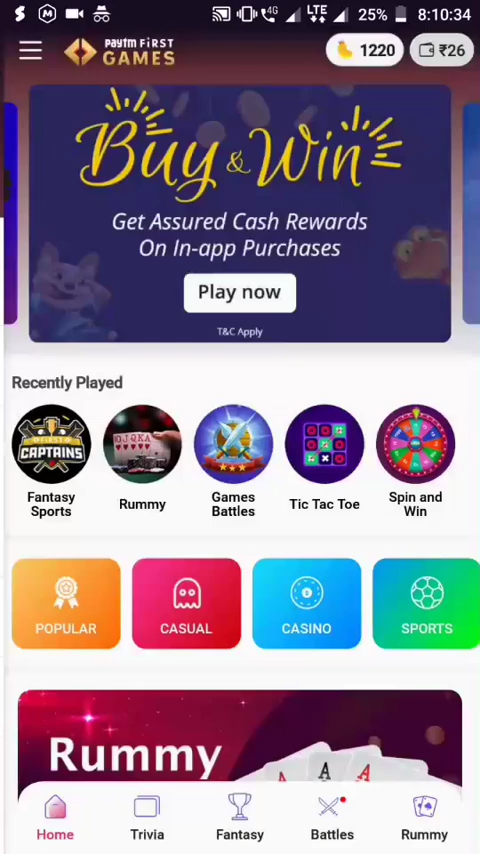 4G LTE 25% 8:10:34
paytm FIRST
GAMES
1220
₹26
Buy & Win
Get Assured Cash Rewards
On In-app Purchases
Play now
T&C Apply
Recently Played
FIRST
CAPTAINS
Fantasy
Sports
Rummy
Games
Battles
Tic Tac Toe
Spin and
Win
POPULAR
CASUAL
CASINO
SPORTS
Rummy
A A A
Home
Trivia
Fantasy
Battles
Rummy